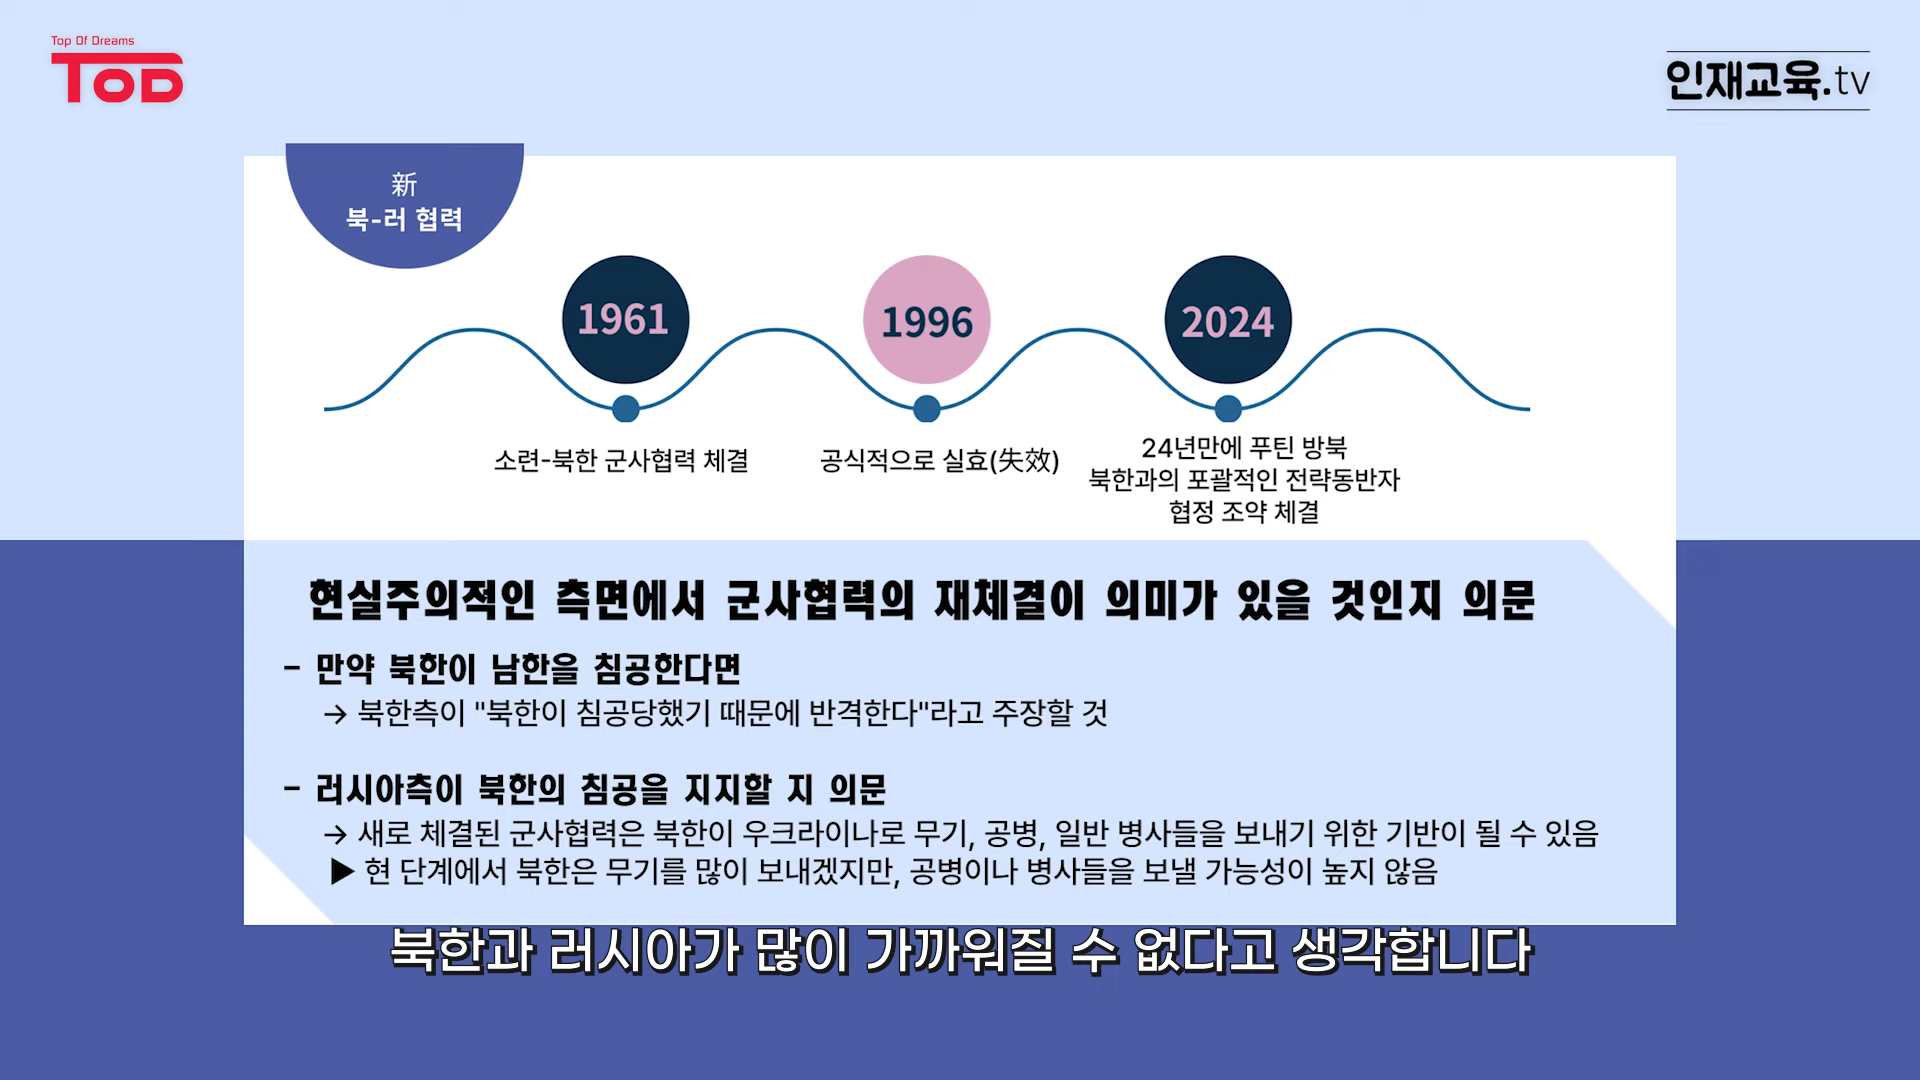 Top Of Dreams
TOD
인재교육.tv
新
북-러 협력
1961
1996
2024
소련-북한 군사협력 체결
공식적으로 실효(失效)
24년만에 푸틴 방북
북한과의 포괄적인 전략동반자
협정 조약 체결
현실주의적인 측면에서 군사협력의 재체결이 의미가 있을 것인지 의문
- 만약 북한이 남한을 침공한다면
→ 북한측이 "북한이 침공당했기 때문에 반격한다"라고 주장할 것
- 러시아측이 북한의 침공을 지지할 지 의문
→ 새로 체결된 군사협력은 북한이 우크라이나로 무기, 공병, 일반 병사들을 보내기 위한 기반이 될 수 있음
▶ 현 단계에서 북한은 무기를 많이 보내겠지만, 공병이나 병사들을 보낼 가능성이 높지 않음
북한과 러시아가 많이 가까워질 수 없다고 생각합니다